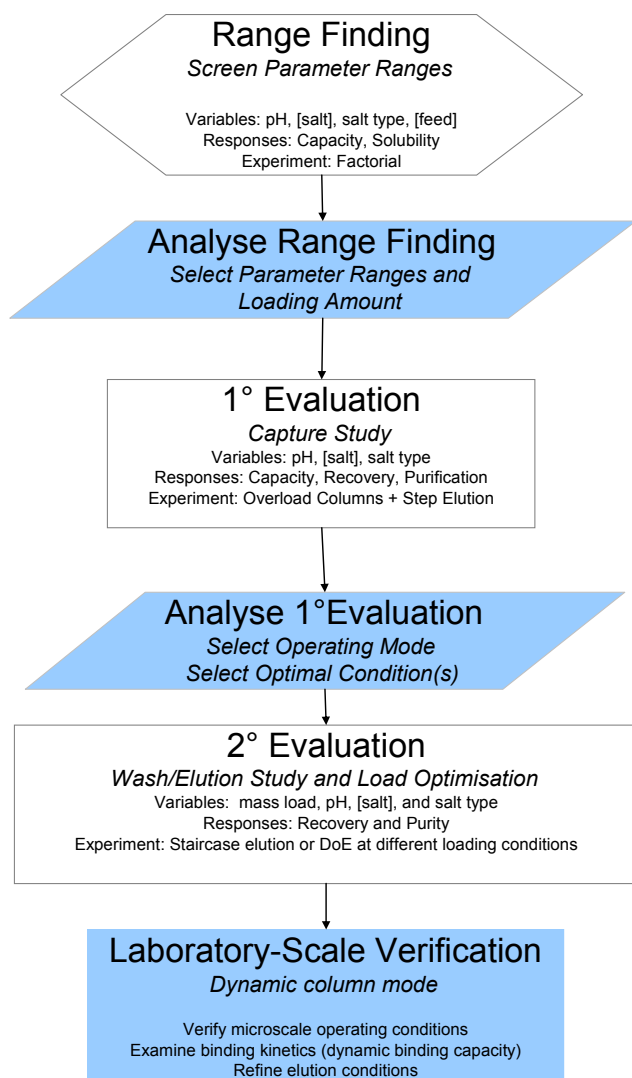 Range Finding
Screen Parameter Ranges
Variables: pH, [salt], salt type, [feed]
Responses: Capacity, Solubility
Experiment: Factorial
Analyse Range Finding
Select Parameter Ranges and
Loading Amount
1° Evaluation
Capture Study
Variables: pH, [salt], salt type
Responses: Capacity, Recovery, Purification
Experiment: Overload Columns + Step Elution
Analyse 1°Evaluation
Select Operating Mode
Select Optimal Condition(s)
2° Evaluation
Wash/Elution Study and Load Optimisation
Variables: mass load, pH, [salt], and salt type
Responses: Recovery and Purity
Experiment: Staircase elution or DoE at different loading conditions
Laboratory-Scale Verification
Dynamic column mode
Verify microscale operating conditions
Examine binding kinetics (dynamic binding capacity)
Refine elution conditions